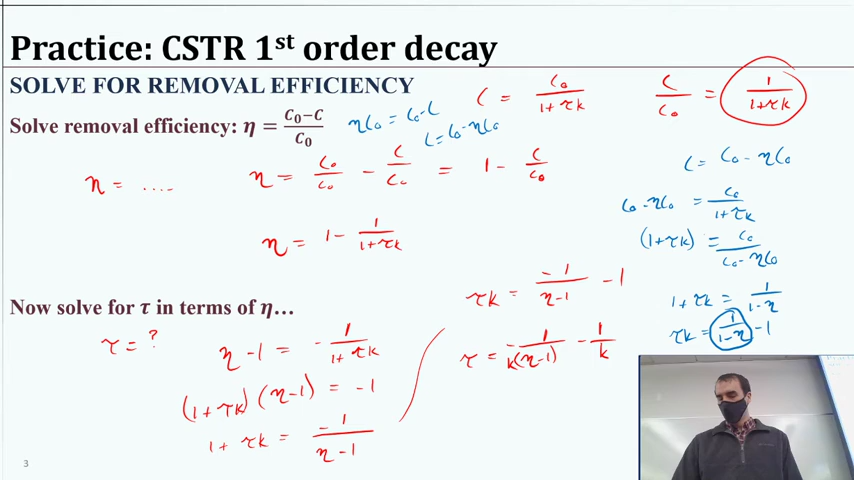 Practice: CSTR 1st order decay
SOLVE FOR REMOVAL EFFICIENCY
Solve removal efficiency: η = (C₀−C)/C₀
ηC₀ = C₀ - C
C = C₀ - ηC₀
C = C₀/(1+τk)
C/C₀ = 1/(1+τk)
η = ....
η = C₀/C₀ - C/C₀ = 1 - C/C₀
η = 1 - 1/(1+τk)
C = C₀ - ηC₀
C₀ - ηC₀ = C₀/(1+τk)
(1+τk) = C₀/(C₀-ηC₀)
1+τk = 1/(1-η)
τk = 1/(1-η) - 1
Now solve for τ in terms of η…
τ = ?
η - 1 = - 1/(1+τk)
(1+τk)(η-1) = -1
1+τk = -1/(η-1)
τk = -1/(η-1) - 1
τ = -1/(k(η-1)) - 1/k
3